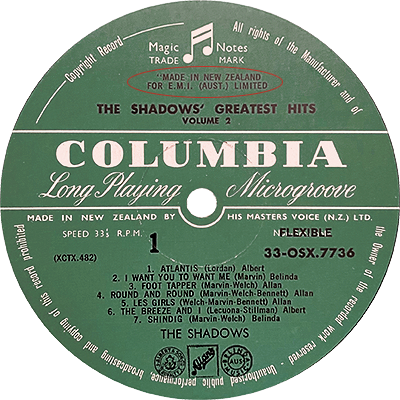 Copyright Record
All rights of the Manufacturer and of
Magic Notes
TRADE MARK
"MADE IN NEW ZEALAND
FOR E.M.I. (AUST.) LIMITED
THE SHADOWS' GREATEST HITS
VOLUME 2
COLUMBIA
Long Playing Microgroove
MADE IN NEW ZEALAND BY HIS MASTERS VOICE (N.Z.) LTD.
SPEED 33⅓ R.P.M.
1
FLEXIBLE
33-OSX.7736
(XCTX.482)
1. ATLANTIS (Lordan) Albert
2. I WANT YOU TO WANT ME (Marvin) Belinda
3. FOOT TAPPER (Marvin-Welch) Allan
4. ROUND AND ROUND (Marvin-Welch-Bennett) Allan
5. LES GIRLS (Welch-Marvin-Bennett) Allan
6. THE BREEZE AND I (Lecuona-Stillman) Albert
7. SHINDIG (Marvin-Welch) Belinda
THE SHADOWS
the Owner of the recorded work reserved.
Unauthorised public performance,
broadcasting and copying of this record prohibited